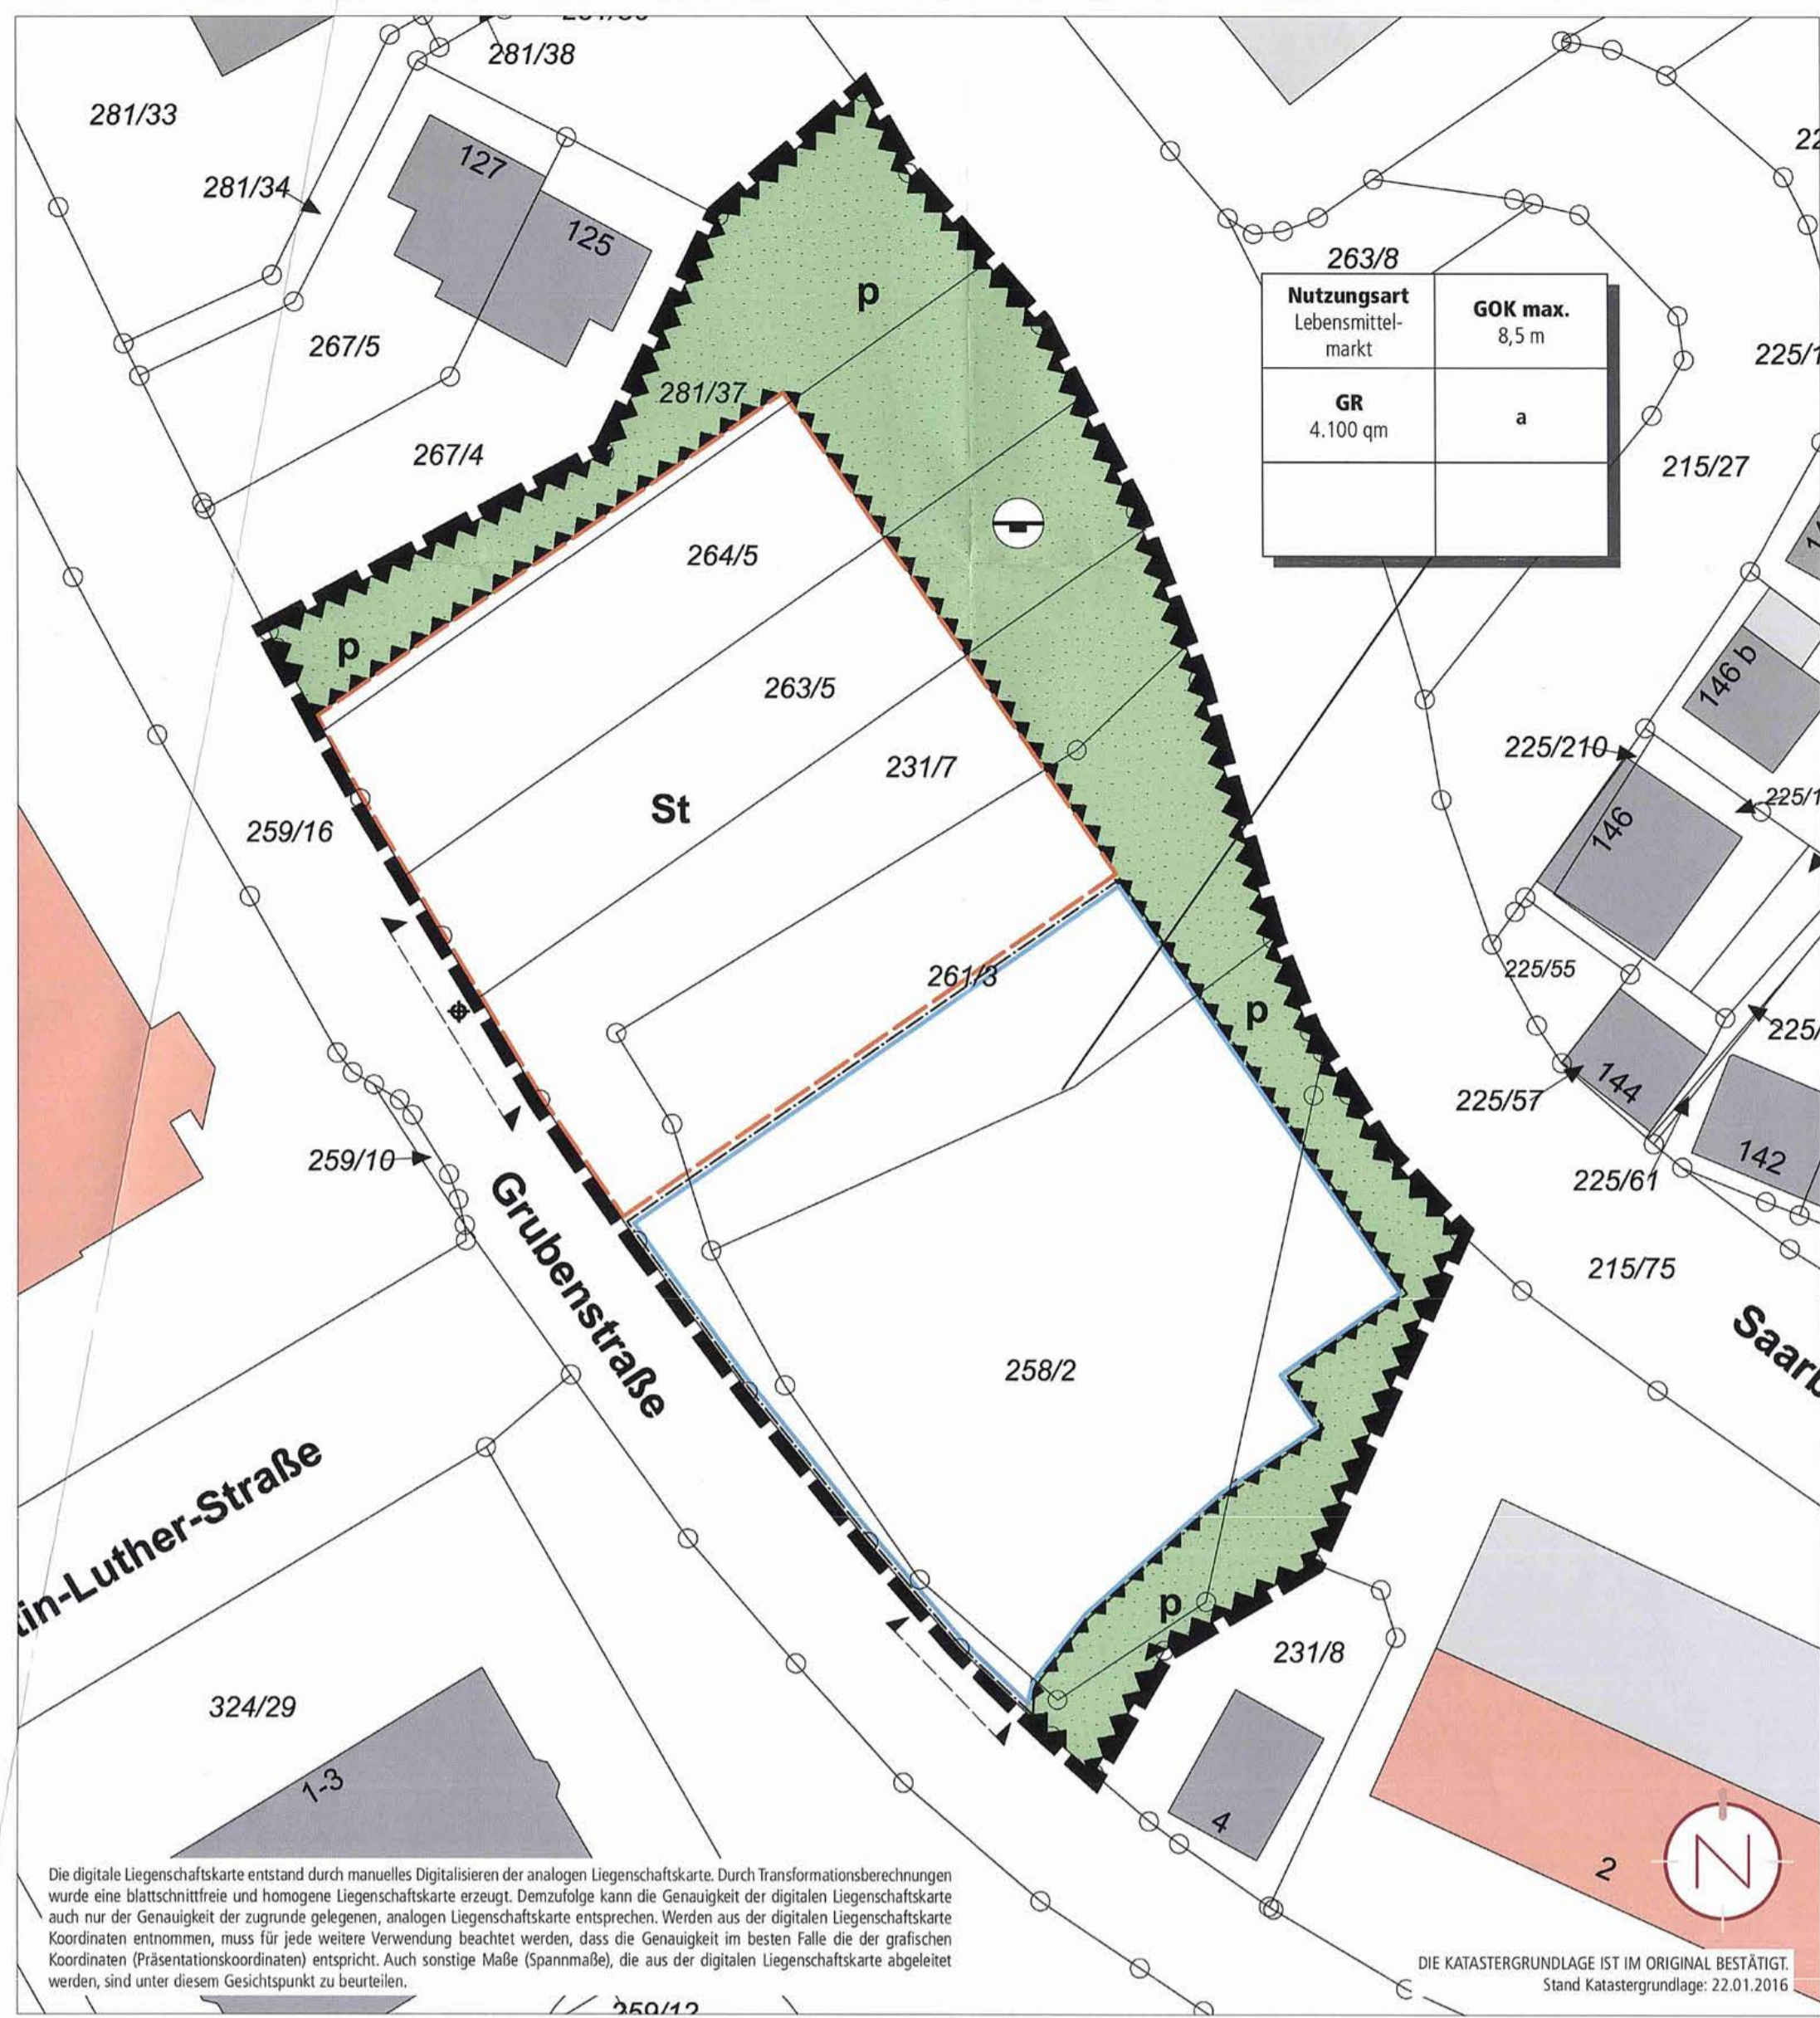 281/38
281/33
127
281/34
125
263/8
p
Nutzungsart
Lebensmittel-
markt
GOK max.
8,5 m
267/5
281/37
GR
4.100 qm
a
267/4
215/27
264/5
p
263/5
146 b
225/210
231/7
St
146
259/16
261/3
225/55
p
225/57
144
142
259/10
225/61
Grubenstraße
215/75
258/2
tin-Luther-Straße
p
231/8
324/29
1-3
4
2
N
Die digitale Liegenschaftskarte entstand durch manuelles Digitalisieren der analogen Liegenschaftskarte. Durch Transformationsberechnungen
wurde eine blattschnittfreie und homogene Liegenschaftskarte erzeugt. Demzufolge kann die Genauigkeit der digitalen Liegenschaftskarte
auch nur der Genauigkeit der zugrunde gelegenen, analogen Liegenschaftskarte entsprechen. Werden aus der digitalen Liegenschaftskarte
Koordinaten entnommen, muss für jede weitere Verwendung beachtet werden, dass die Genauigkeit im besten Falle die der grafischen
Koordinaten (Präsentationskoordinaten) entspricht. Auch sonstige Maße (Spannmaße), die aus der digitalen Liegenschaftskarte abgeleitet
werden, sind unter diesem Gesichtspunkt zu beurteilen.
DIE KATASTERGRUNDLAGE IST IM ORIGINAL BESTÄTIGT.
Stand Katastergrundlage: 22.01.2016